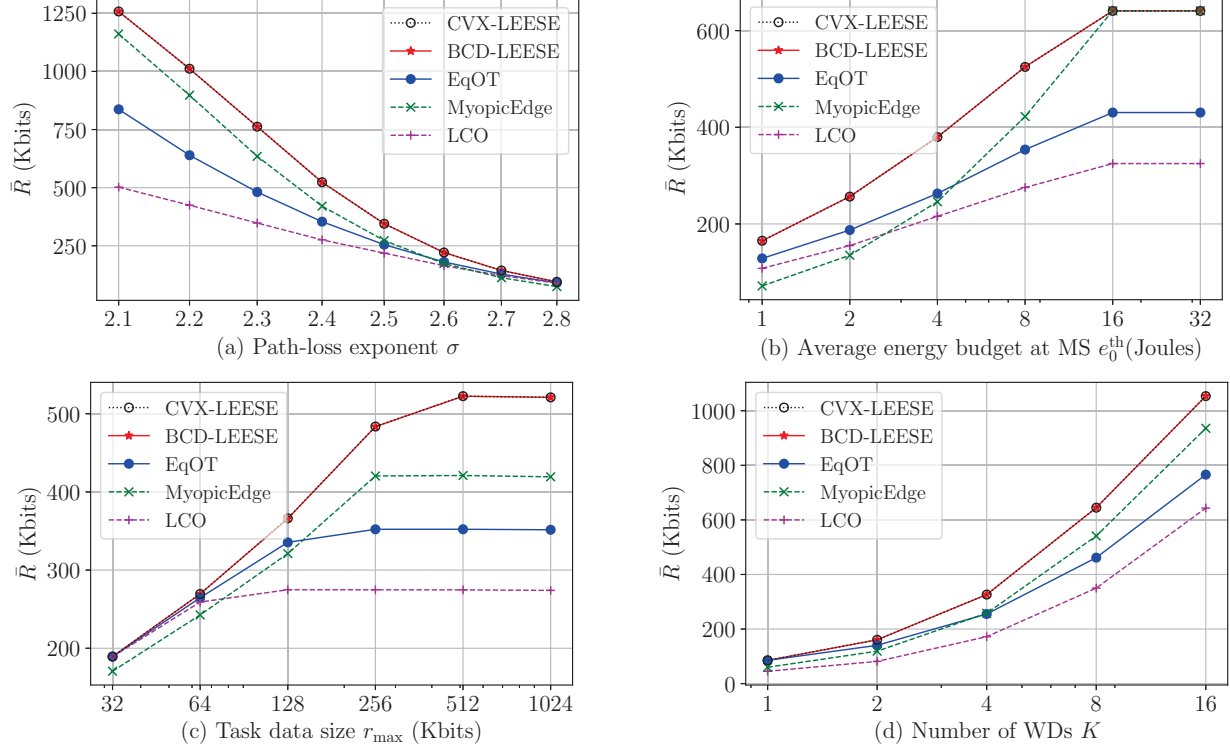 1250
1000
750
500
250
R̄ (Kbits)
CVX-LEESE
BCD-LEESE
EqOT
MyopicEdge
LCO
2.1 2.2 2.3 2.4 2.5 2.6 2.7 2.8
(a) Path-loss exponent σ
600
400
200
R̄ (Kbits)
CVX-LEESE
BCD-LEESE
EqOT
MyopicEdge
LCO
1 2 4 8 16 32
(b) Average energy budget at MS e₀ᵗʰ(Joules)
500
400
300
200
R̄ (Kbits)
CVX-LEESE
BCD-LEESE
EqOT
MyopicEdge
LCO
32 64 128 256 512 1024
(c) Task data size r_max (Kbits)
1000
800
600
400
200
0
R̄ (Kbits)
CVX-LEESE
BCD-LEESE
EqOT
MyopicEdge
LCO
1 2 4 8 16
(d) Number of WDs K